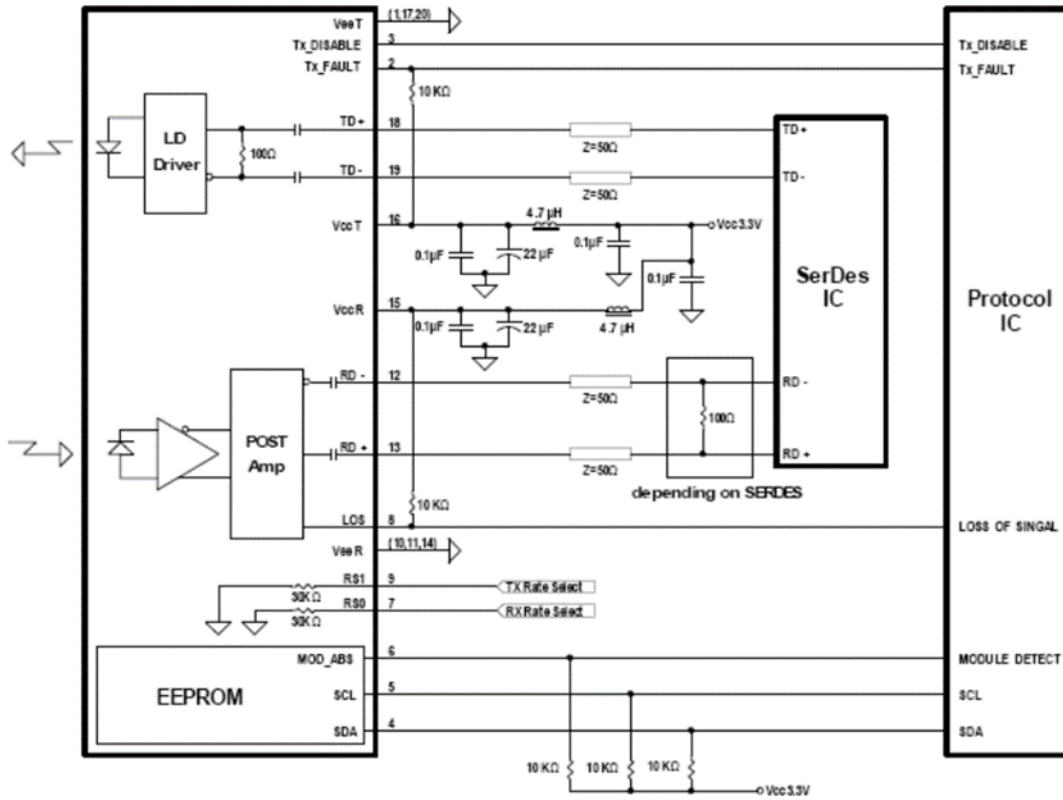 VeeT (1,17,20)
Tx_DISABLE 3 Tx_DISABLE
Tx_FAULT 2 Tx_FAULT
10 KΩ
LD
Driver
100Ω
TD+ 18 Z=50Ω TD+
TD- 19 Z=50Ω TD-
VccT 16 4.7 µH Vcc3.3V
0.1µF 22 µF 0.1µF
0.1µF
SerDes
IC
Protocol
IC
VccR 15
0.1µF 22 µF 4.7 µH
RD - 12 Z=50Ω RD -
100Ω
POST
Amp
RD + 13 Z=50Ω RD +
depending on SERDES
10 KΩ
LOS 8 LOSS OF SINGAL
VeeR (10,11,14)
RS1 9 TX Rate Select
30KΩ
RS0 7 RX Rate Select
30KΩ
MOD_ABS 6 MODULE DETECT
EEPROM
SCL 5 SCL
SDA 4 SDA
10 KΩ 10 KΩ 10 KΩ
Vcc3.3V